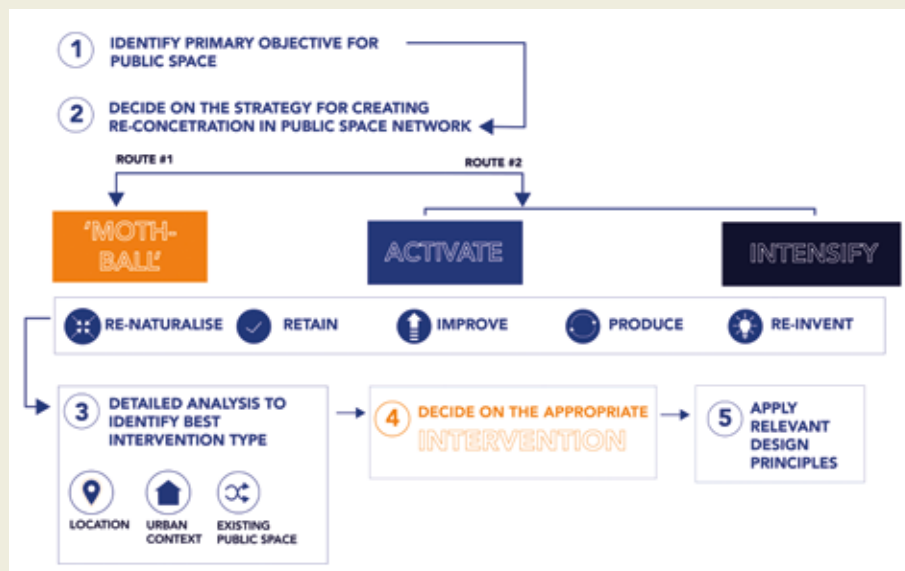 1 IDENTIFY PRIMARY OBJECTIVE FOR
PUBLIC SPACE
2 DECIDE ON THE STRATEGY FOR CREATING
RE-CONCETRATION IN PUBLIC SPACE NETWORK
ROUTE #1 ROUTE #2
'MOTH-
BALL'
ACTIVATE
INTENSIFY
RE-NATURALISE RETAIN IMPROVE PRODUCE RE-INVENT
3 DETAILED ANALYSIS TO
IDENTIFY BEST
INTERVENTION TYPE
LOCATION
URBAN
CONTEXT
EXISTING
PUBLIC SPACE
4 DECIDE ON THE APPROPRIATE
INTERVENTION
5 APPLY
RELEVANT
DESIGN
PRINCIPLES